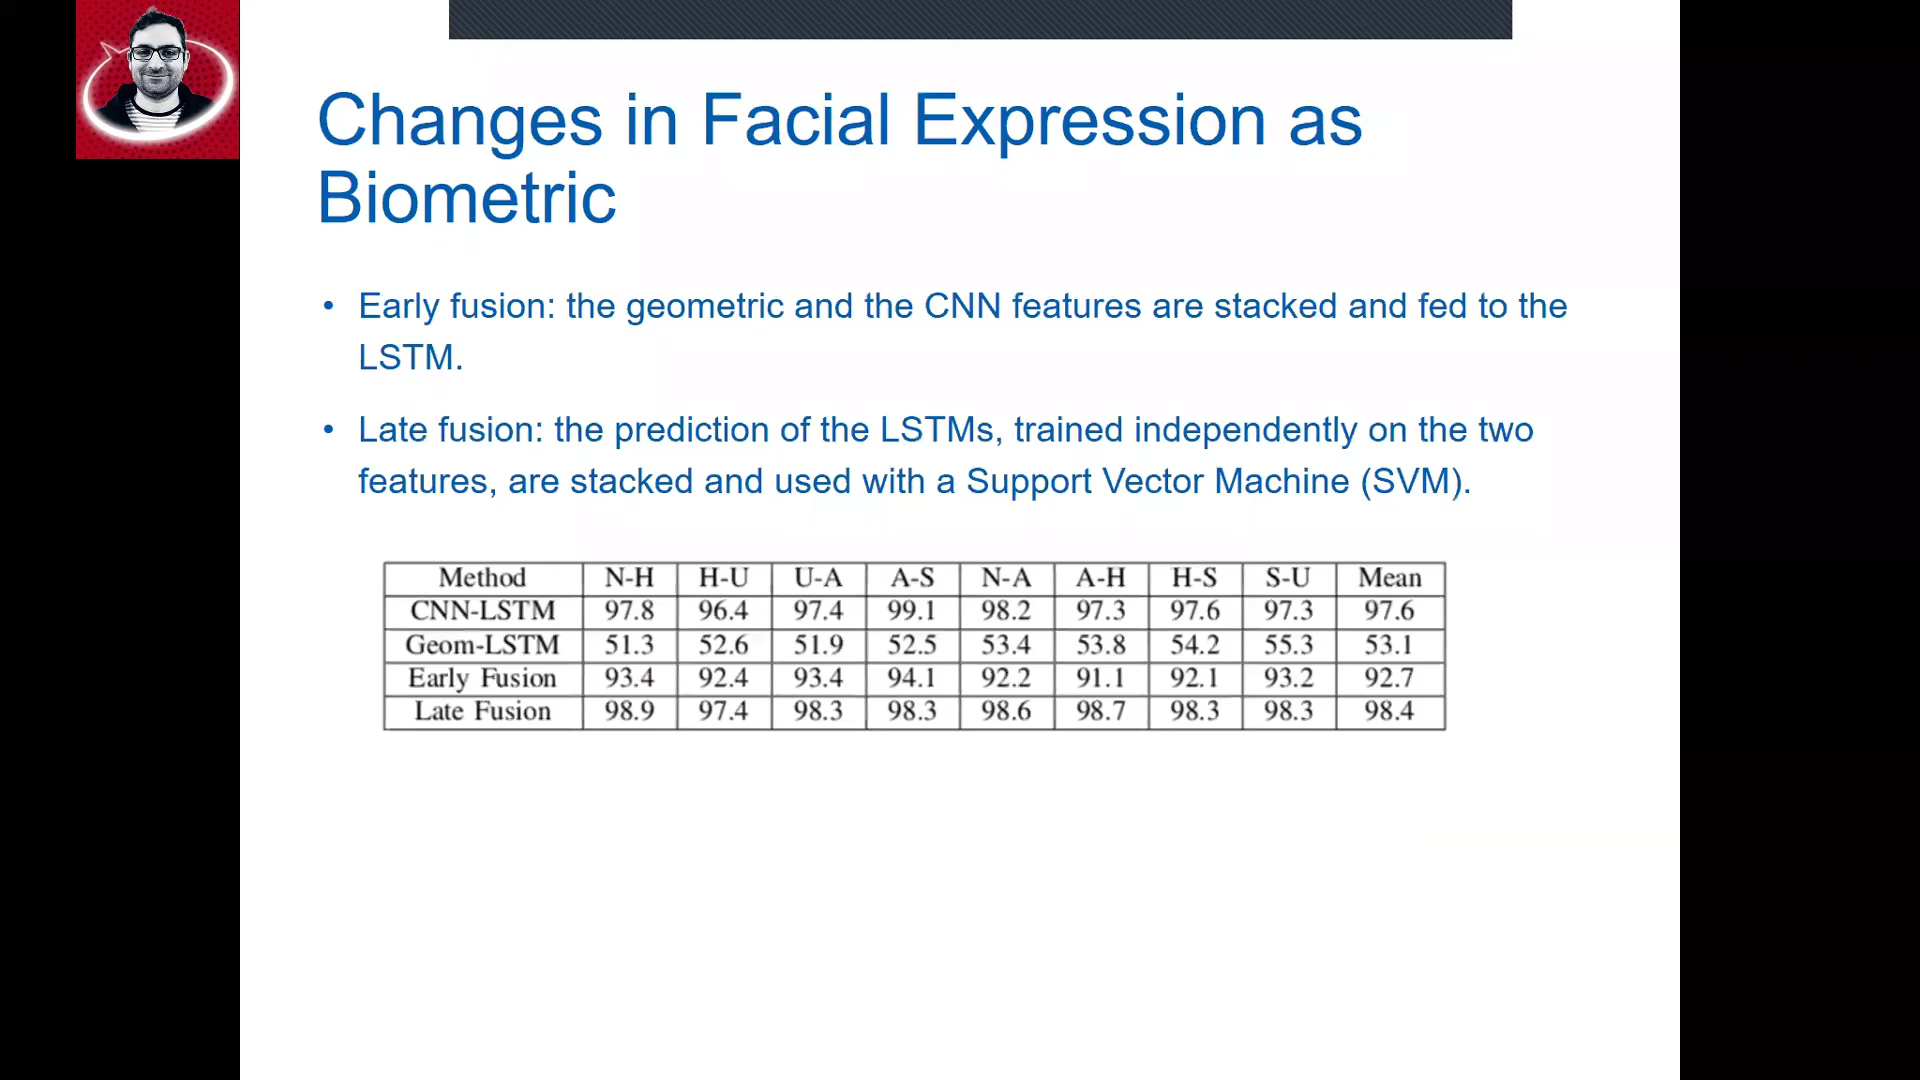 Changes in Facial Expression as
Biometric
• Early fusion: the geometric and the CNN features are stacked and fed to the
LSTM.
• Late fusion: the prediction of the LSTMs, trained independently on the two
features, are stacked and used with a Support Vector Machine (SVM).
Method N-H H-U U-A A-S N-A A-H H-S S-U Mean
CNN-LSTM 97.8 96.4 97.4 99.1 98.2 97.3 97.6 97.3 97.6
Geom-LSTM 51.3 52.6 51.9 52.5 53.4 53.8 54.2 55.3 53.1
Early Fusion 93.4 92.4 93.4 94.1 92.2 91.1 92.1 93.2 92.7
Late Fusion 98.9 97.4 98.3 98.3 98.6 98.7 98.3 98.3 98.4